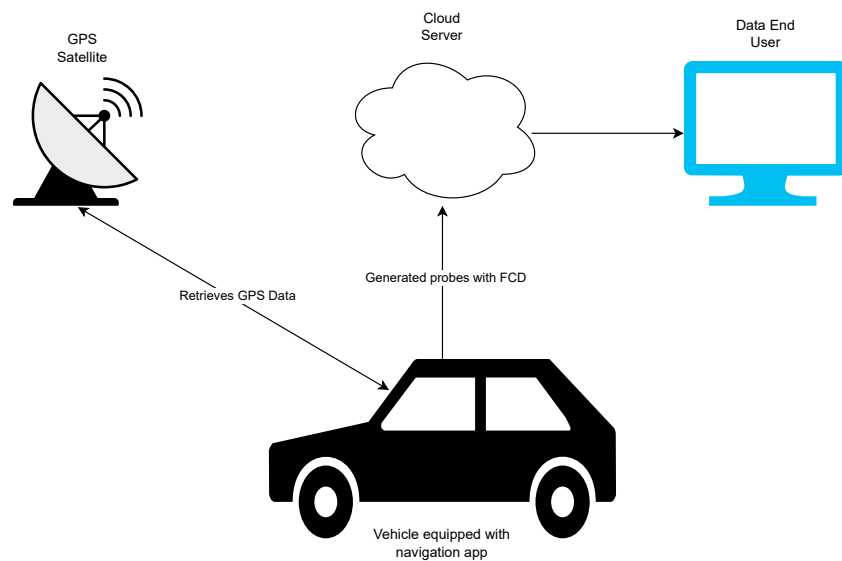 GPS
Satellite
Cloud
Server
Data End
User
Retrieves GPS Data
Generated probes with FCD
Vehicle equipped with
navigation app